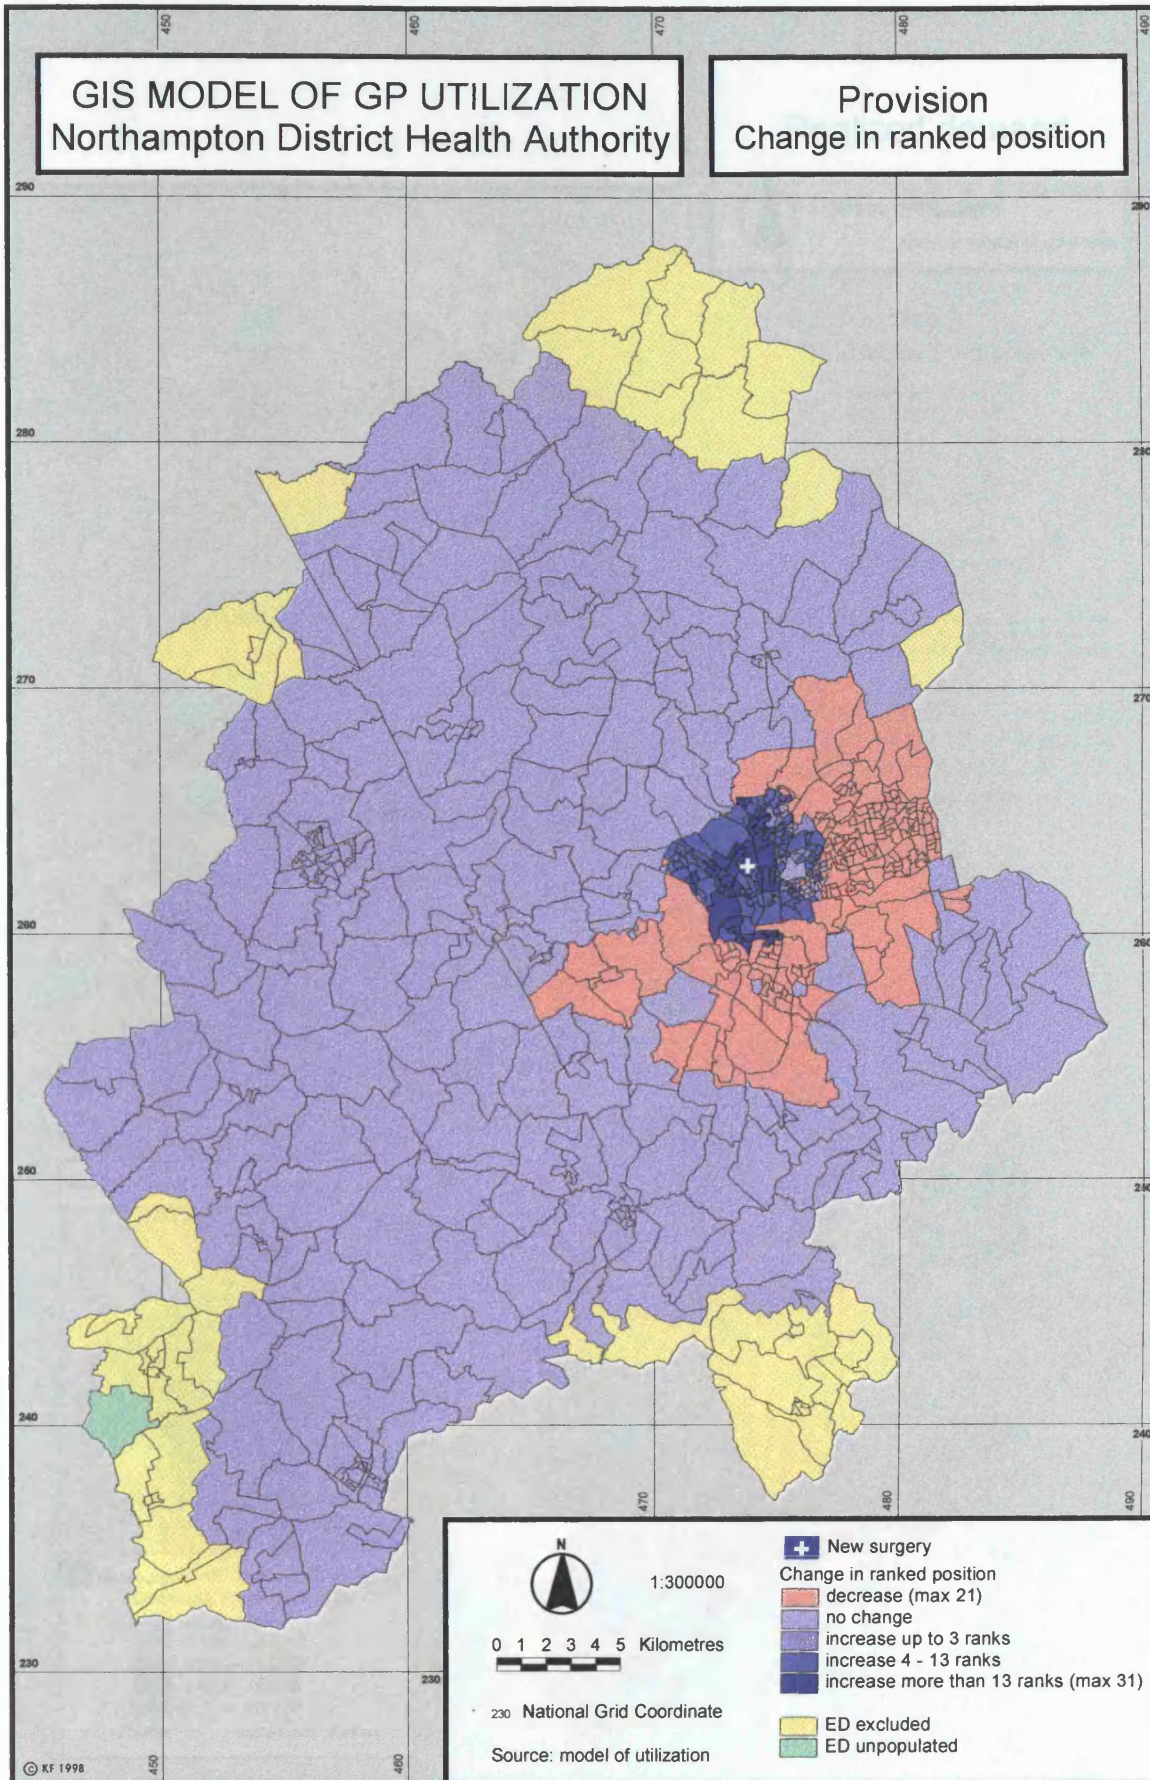 450
460
470
480
490
GIS MODEL OF GP UTILIZATION
Northampton District Health Authority
Provision
Change in ranked position
290
290
280
280
270
270
260
260
250
250
240
240
470
480
490
N
1:300000
0 1 2 3 4 5 Kilometres
230 National Grid Coordinate
Source: model of utilization
New surgery
Change in ranked position
decrease (max 21)
no change
increase up to 3 ranks
increase 4 - 13 ranks
increase more than 13 ranks (max 31)
ED excluded
ED unpopulated
230
230
© KF 1998
450
460